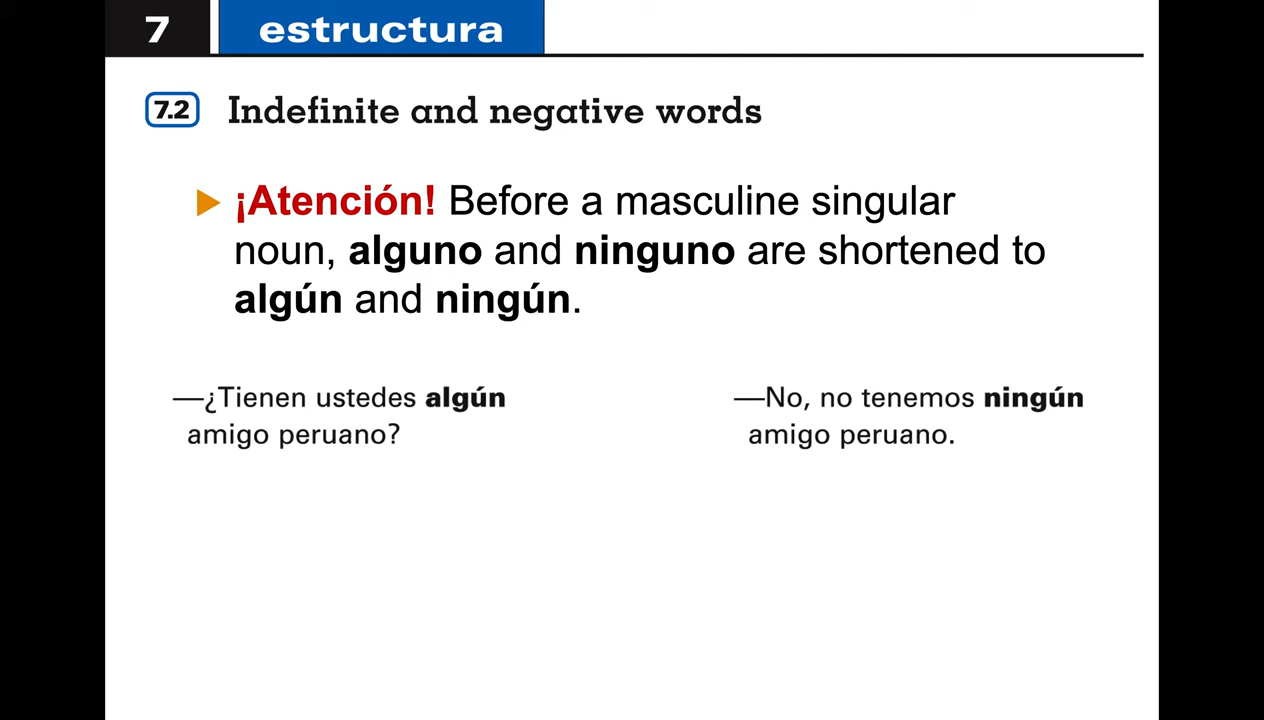 7 estructura
7.2 Indefinite and negative words
¡Atención! Before a masculine singular
noun, alguno and ninguno are shortened to
algún and ningún.
—¿Tienen ustedes algún
amigo peruano?
—No, no tenemos ningún
amigo peruano.